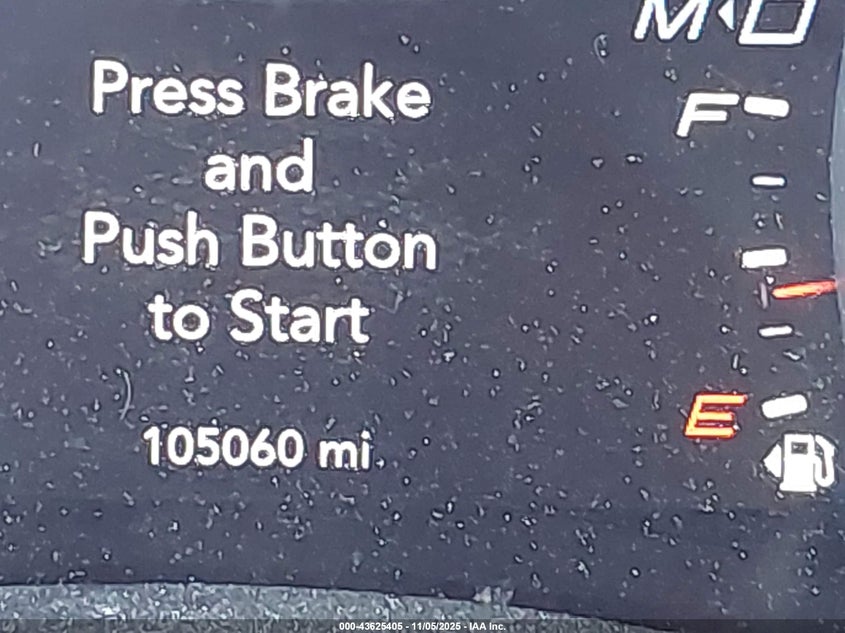 M
Press Brake
F
and
Push Button
to Start
E
105060 mi
000-43625405 - 11/05/2025 - IAA Inc.